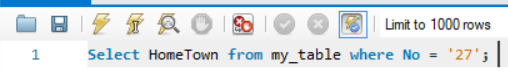 Limit to 1000 rows
1 Select HomeTown from my_table where No = '27';